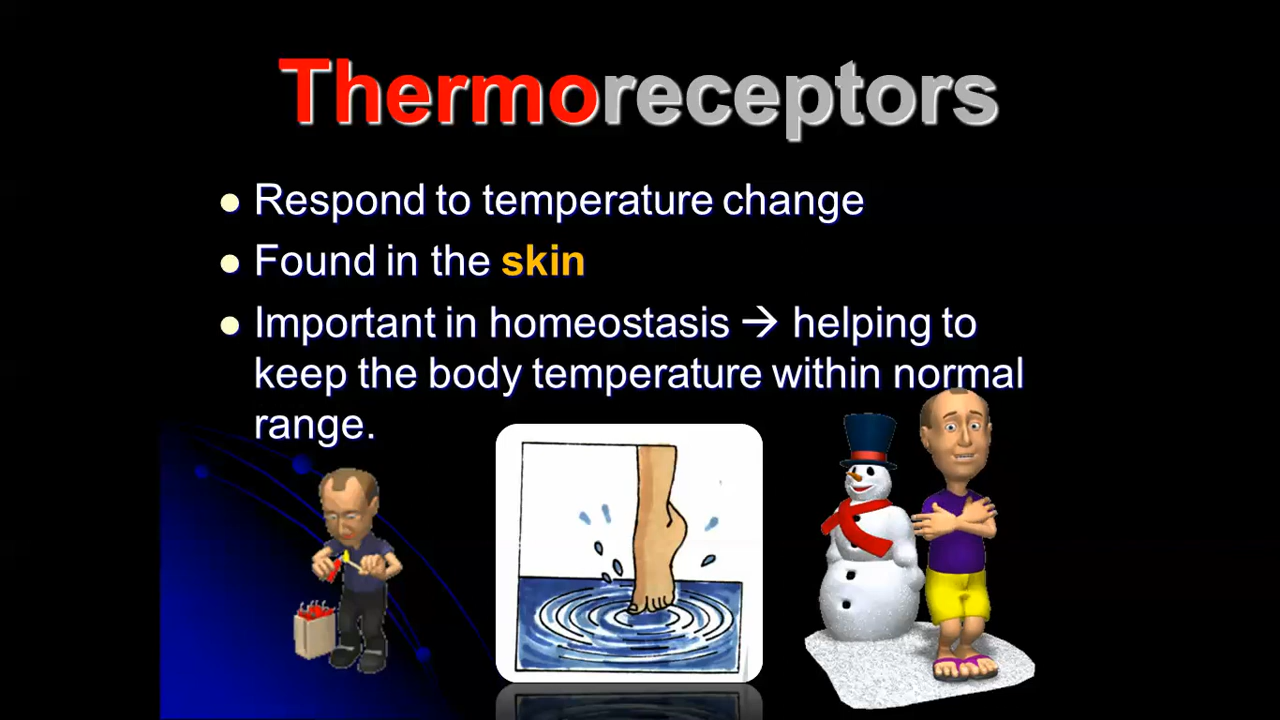 Thermoreceptors
● Respond to temperature change
● Found in the skin
● Important in homeostasis → helping to
keep the body temperature within normal
range.